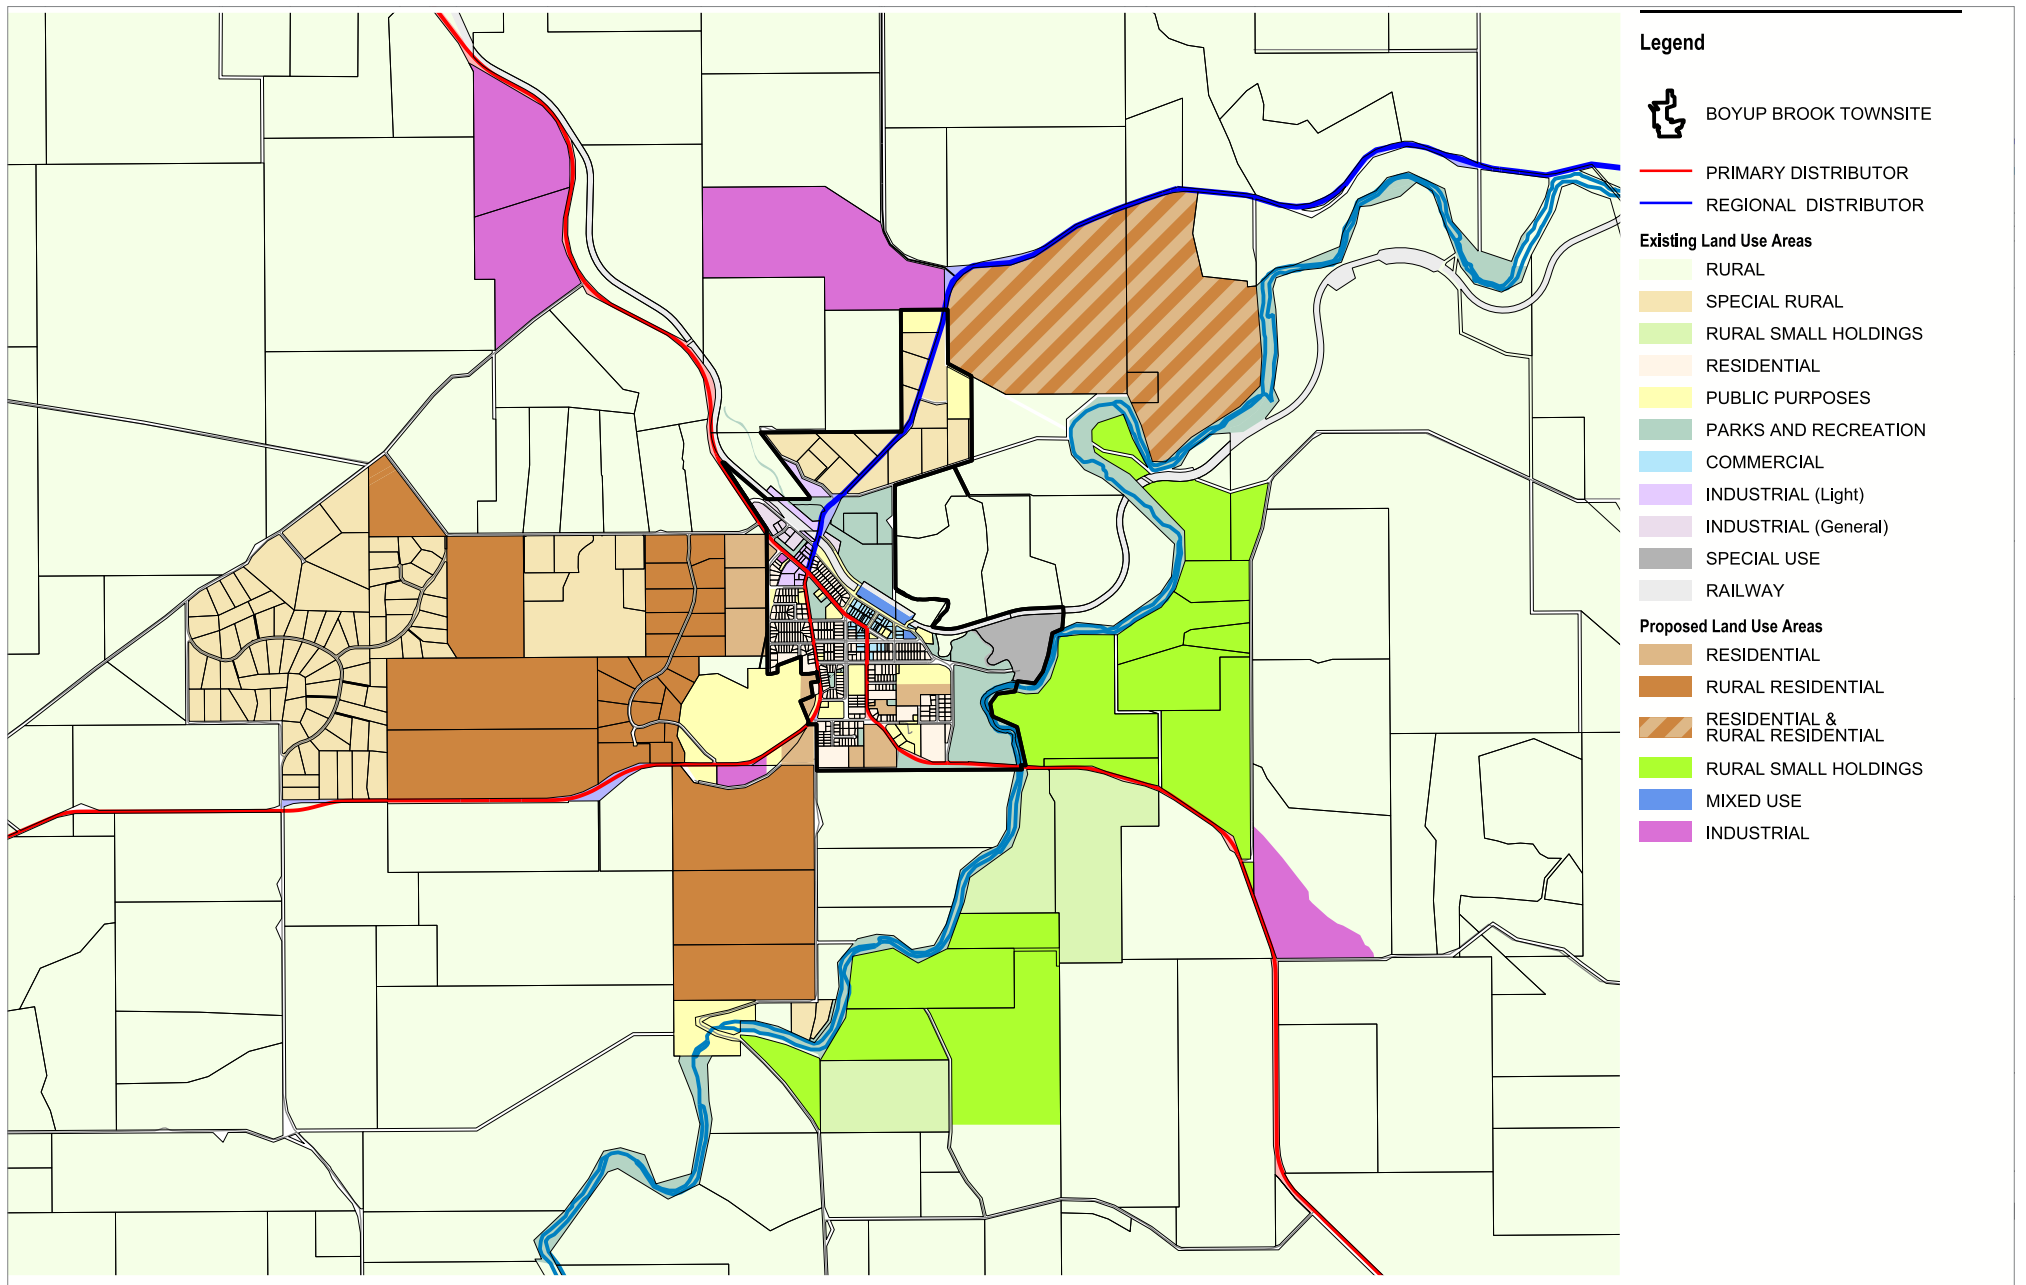 Legend
BOYUP BROOK TOWNSITE
PRIMARY DISTRIBUTOR
REGIONAL DISTRIBUTOR
Existing Land Use Areas
RURAL
SPECIAL RURAL
RURAL SMALL HOLDINGS
RESIDENTIAL
PUBLIC PURPOSES
PARKS AND RECREATION
COMMERCIAL
INDUSTRIAL (Light)
INDUSTRIAL (General)
SPECIAL USE
RAILWAY
Proposed Land Use Areas
RESIDENTIAL
RURAL RESIDENTIAL
RESIDENTIAL &
RURAL RESIDENTIAL
RURAL SMALL HOLDINGS
MIXED USE
INDUSTRIAL